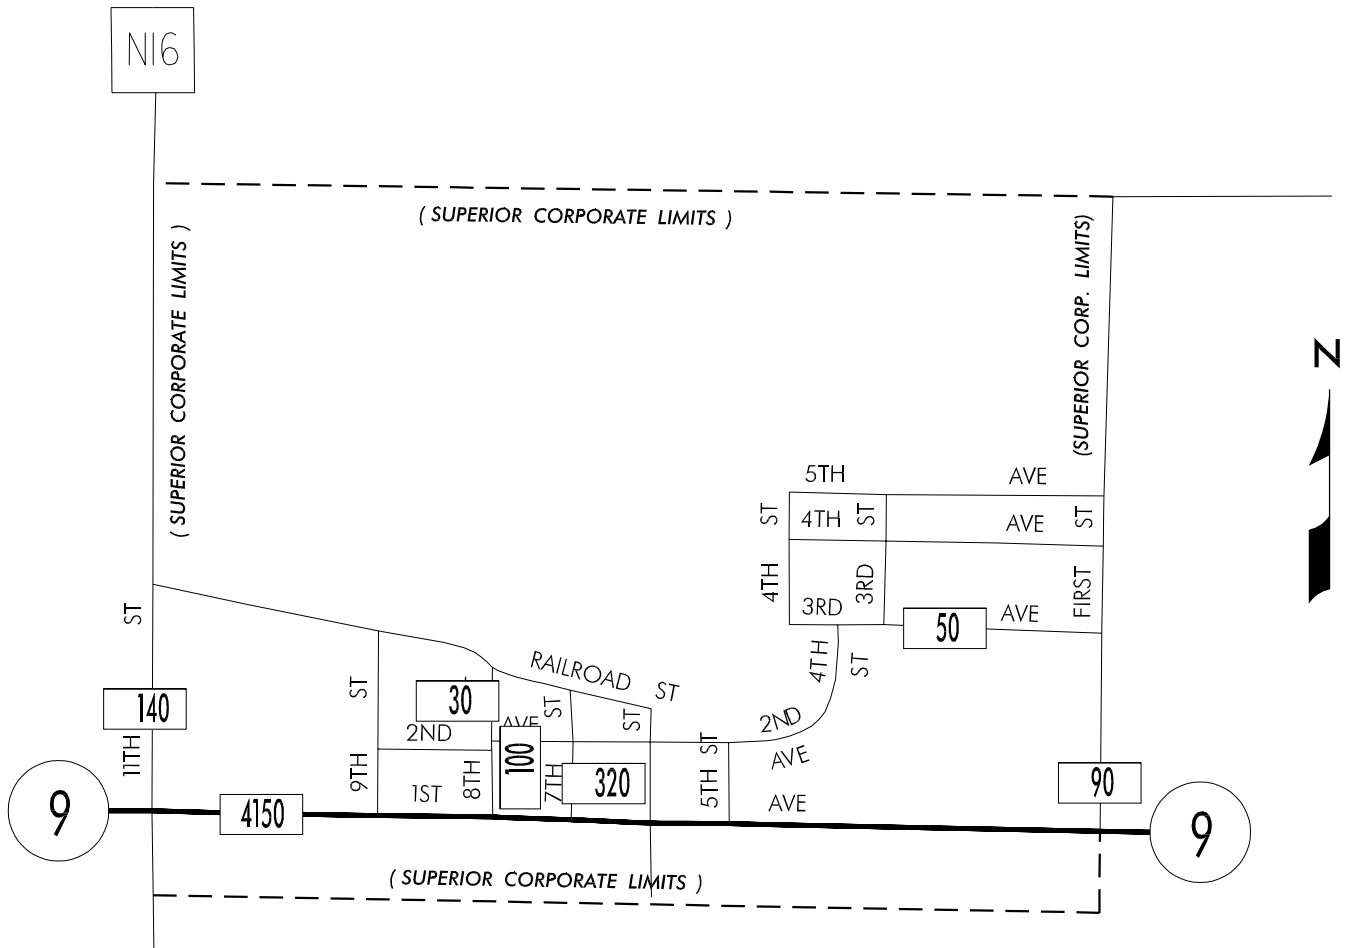 N16
( SUPERIOR CORPORATE LIMITS )
( SUPERIOR CORPORATE LIMITS )
(SUPERIOR CORP. LIMITS)
N
5TH AVE
4TH AVE
3RD AVE
4TH ST
3RD ST
FIRST ST
50
4TH ST
RAILROAD ST
11TH ST
140
9TH ST
30
2ND AVE
8TH
100
7TH ST
320
ST
5TH ST
2ND AVE
1ST AVE
90
9
4150
9
( SUPERIOR CORPORATE LIMITS )